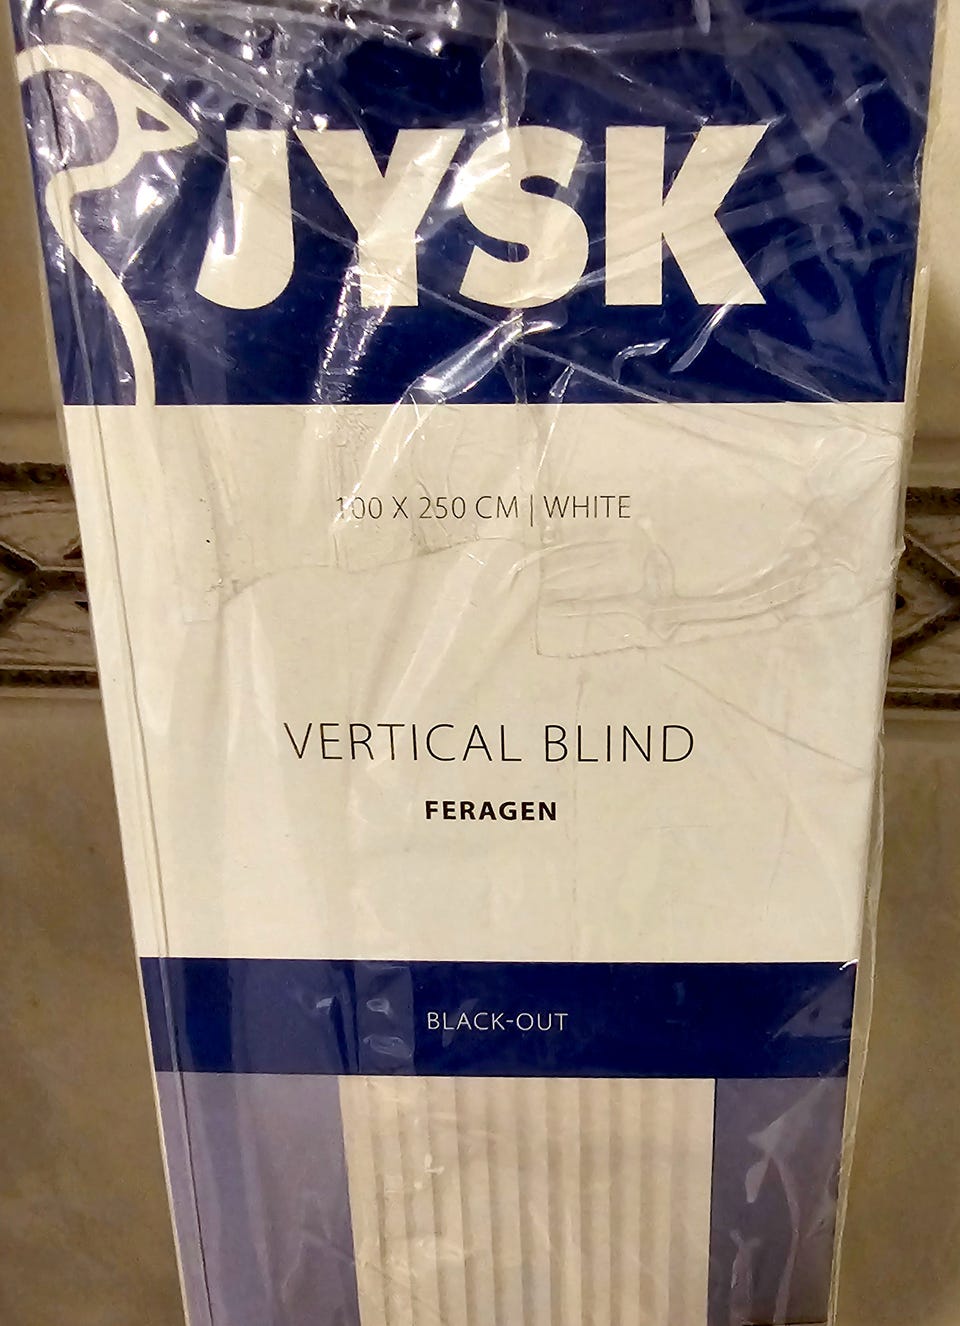 JYSK
100 X 250 CM | WHITE
VERTICAL BLIND
FERAGEN
BLACK-OUT